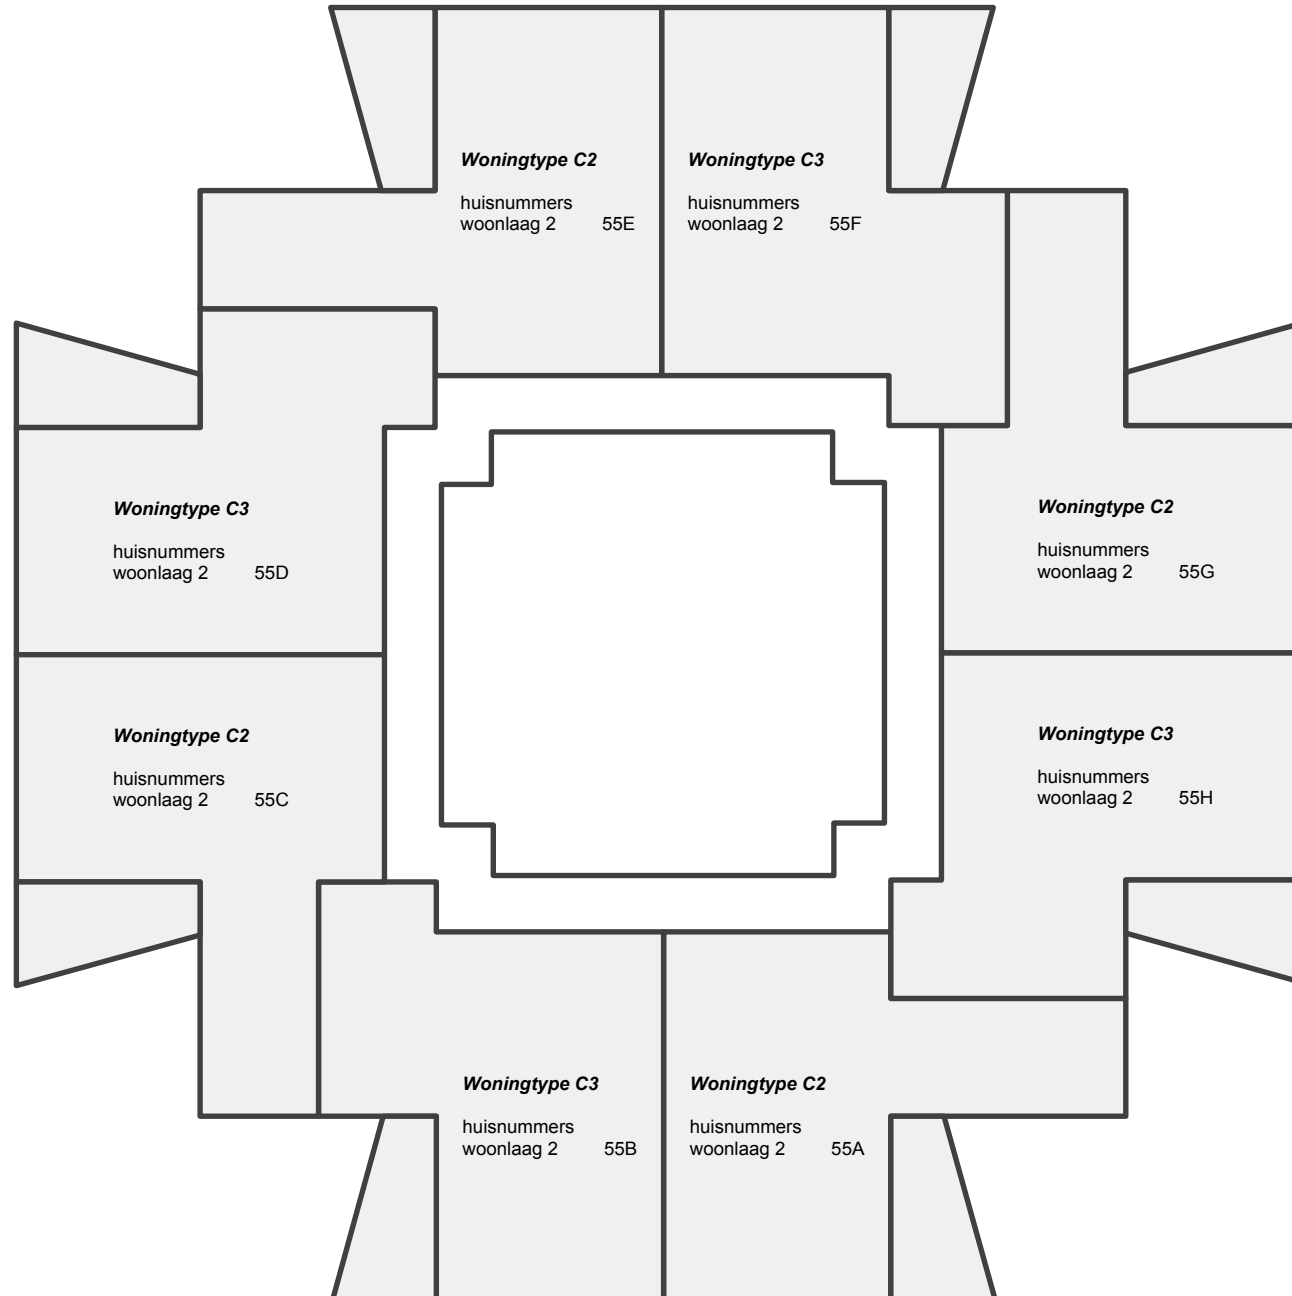 Woningtype C2
huisnummers
woonlaag 2 55E
Woningtype C3
huisnummers
woonlaag 2 55F
Woningtype C3
huisnummers
woonlaag 2 55D
Woningtype C2
huisnummers
woonlaag 2 55G
Woningtype C2
huisnummers
woonlaag 2 55C
Woningtype C3
huisnummers
woonlaag 2 55H
Woningtype C3
huisnummers
woonlaag 2 55B
Woningtype C2
huisnummers
woonlaag 2 55A